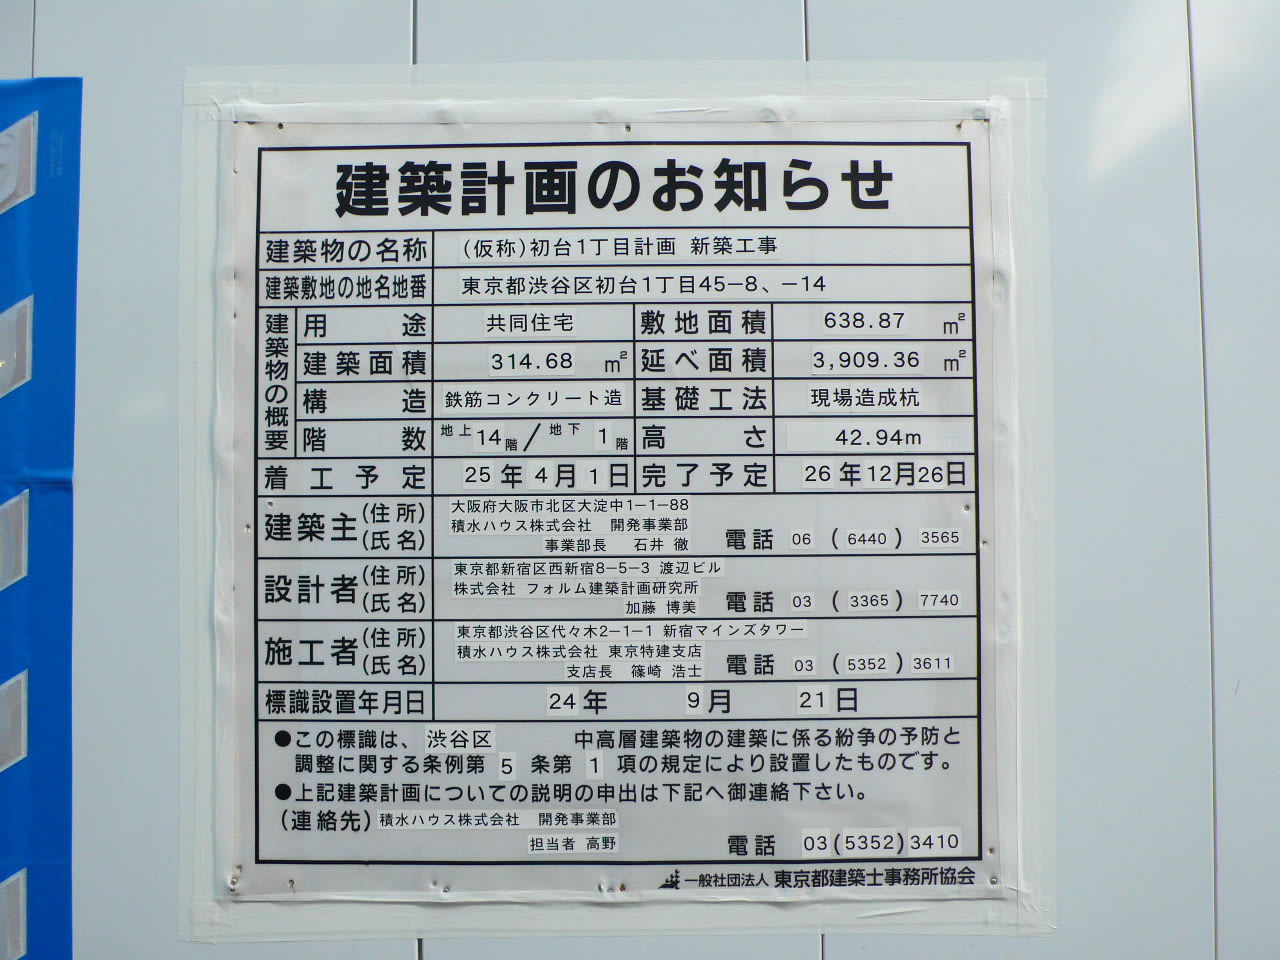 建築計画のお知らせ
建築物の名称 (仮称)初台1丁目計画 新築工事
建築敷地の地名地番 東京都渋谷区初台1丁目45-8、-14
建築物の概要
用途 共同住宅 敷地面積 638.87 m²
建築面積 314.68 m² 延べ面積 3,909.36 m²
構造 鉄筋コンクリート造 基礎工法 現場造成杭
階数 地上 14階/地下 1階 高さ 42.94m
着工予定 25年4月1日 完了予定 26年12月26日
建築主(住所)(氏名)
大阪府大阪市北区大淀中1-1-88
積水ハウス株式会社 開発事業部
事業部長 石井 徹 電話 06 (6440) 3565
設計者(住所)(氏名)
東京都新宿区西新宿8-5-3 渡辺ビル
株式会社 フォルム建築計画研究所
加藤 博美 電話 03 (3365) 7740
施工者(住所)(氏名)
東京都渋谷区代々木2-1-1 新宿マインズタワー
積水ハウス株式会社 東京特建支店
支店長 篠崎 浩士 電話 03 (5352) 3611
標識設置年月日 24年 9月 21日
●この標識は、渋谷区 中高層建築物の建築に係る紛争の予防と
調整に関する条例第 5 条第 1 項の規定により設置したものです。
●上記建築計画についての説明の申出は下記へ御連絡下さい。
(連絡先) 積水ハウス株式会社 開発事業部
担当者 高野 電話 03(5352)3410
一般社団法人 東京都建築士事務所協会